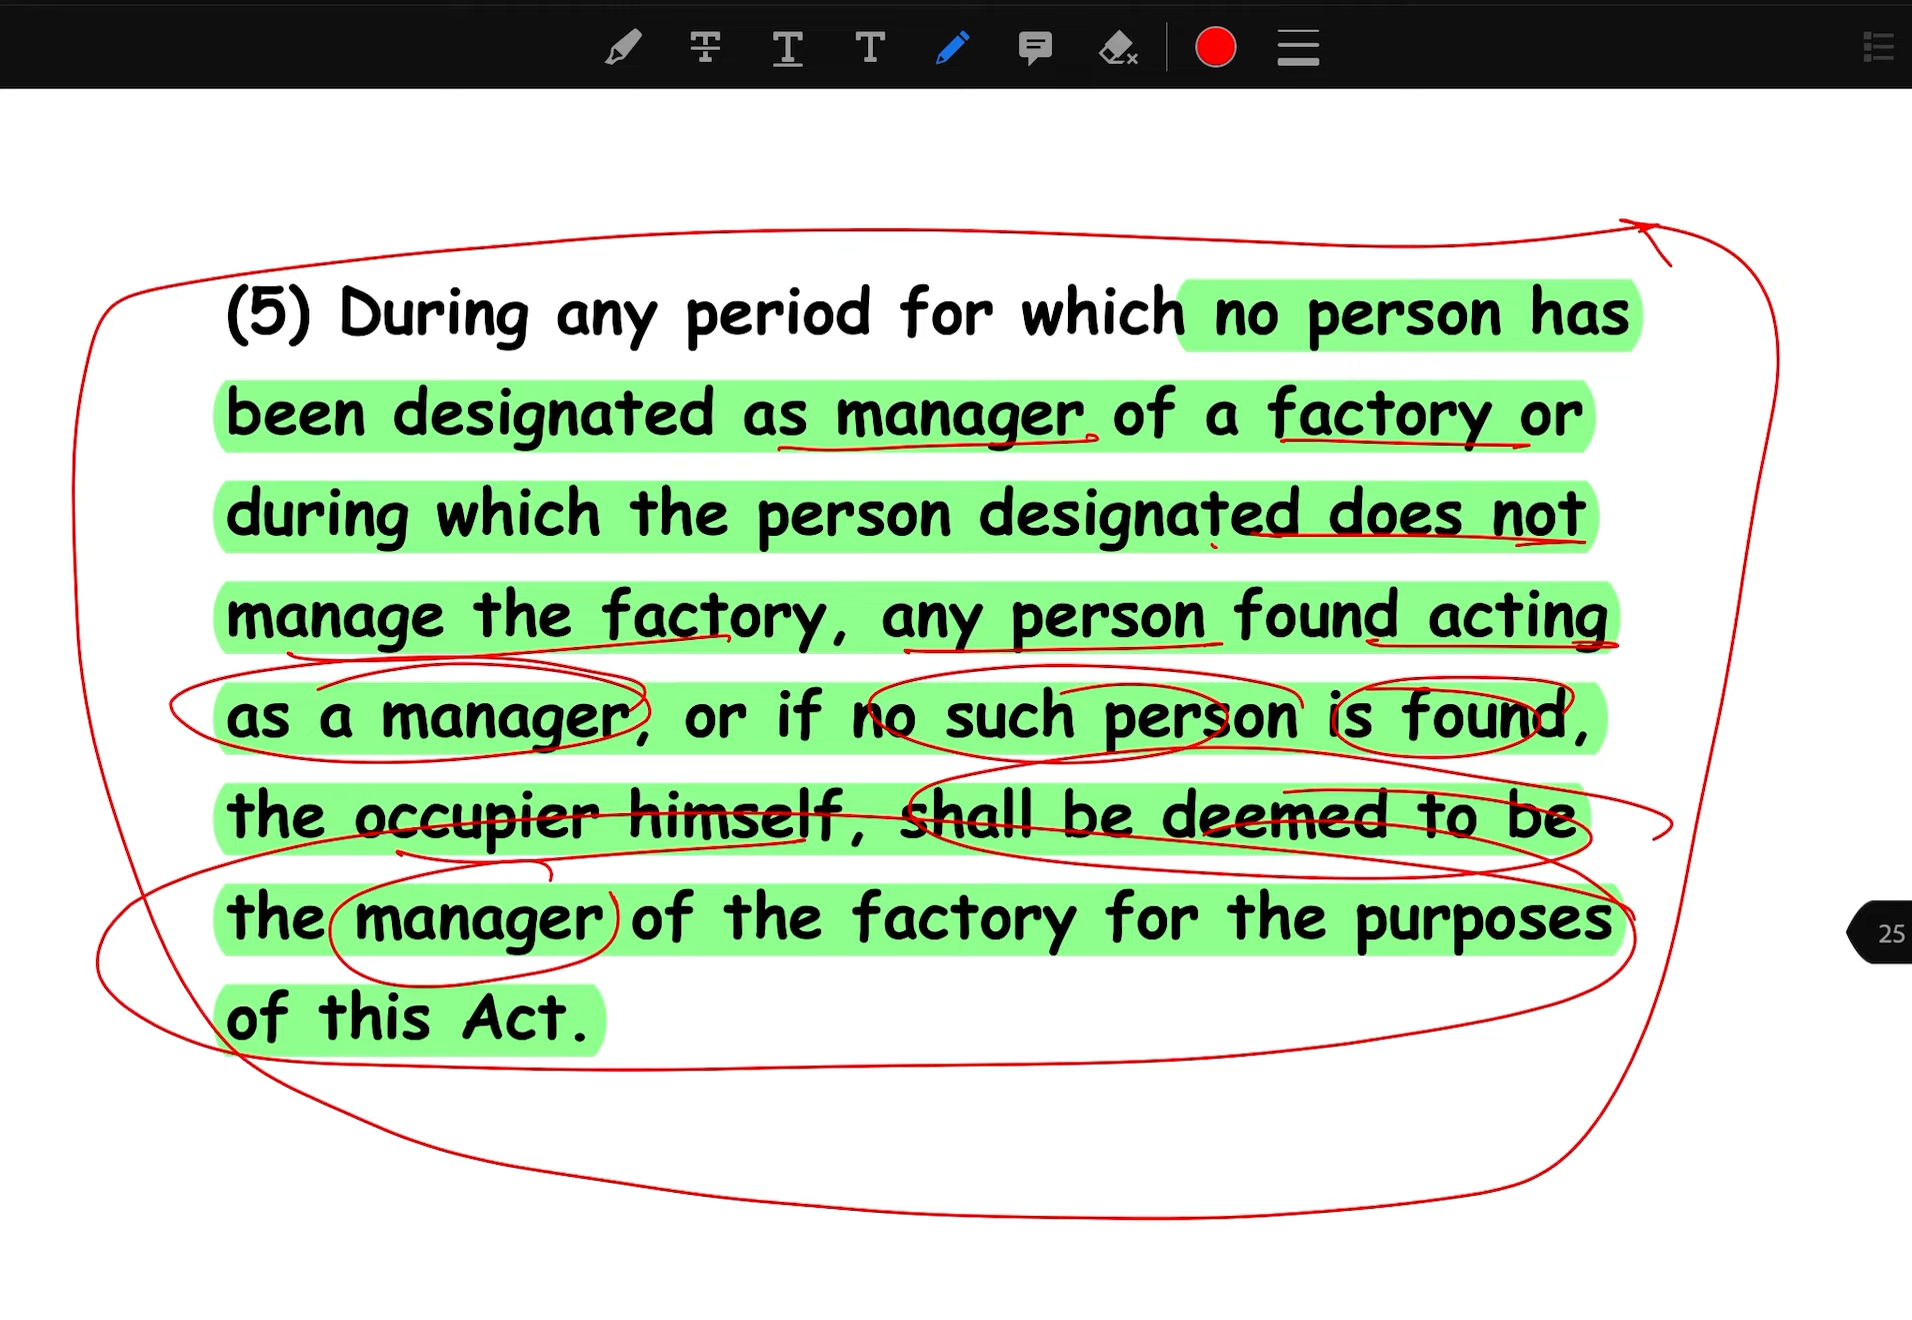 (5) During any period for which no person has
been designated as manager of a factory or
during which the person designated does not
manage the factory, any person found acting
as a manager, or if no such person is found,
the occupier himself, shall be deemed to be
the manager of the factory for the purposes
of this Act.
25